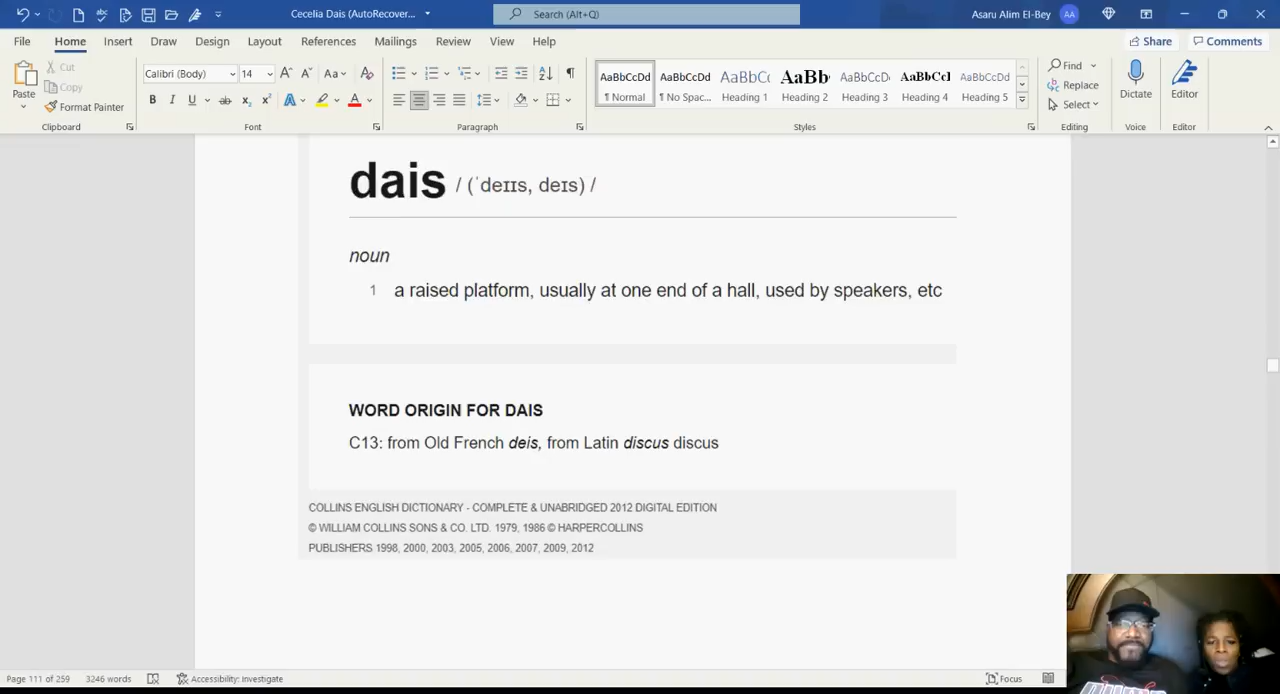 Cecelia Dais (AutoRecover...
Search (Alt+Q)
Asaru Alim El-Bey
AA
File Home Insert Draw Design Layout References Mailings Review View Help
Share Comments
Paste
Cut
Copy
Format Painter
Calibri (Body) 14
AaBbCcDd AaBbCcDd AaBbC AaBb AaBbCcD AaBbCcI AaBbCcDd
¶ Normal ¶ No Spac... Heading 1 Heading 2 Heading 3 Heading 4 Heading 5
Find
Replace
Select
Dictate
Editor
Clipboard Font Paragraph Styles Editing Voice Editor
dais / (ˈdeɪɪs, deɪs) /
noun
1 a raised platform, usually at one end of a hall, used by speakers, etc
WORD ORIGIN FOR DAIS
C13: from Old French deis, from Latin discus discus
COLLINS ENGLISH DICTIONARY - COMPLETE & UNABRIDGED 2012 DIGITAL EDITION
© WILLIAM COLLINS SONS & CO. LTD. 1979, 1986 © HARPERCOLLINS
PUBLISHERS 1998, 2000, 2003, 2005, 2006, 2007, 2009, 2012
Page 111 of 259 3246 words Accessibility: Investigate Focus